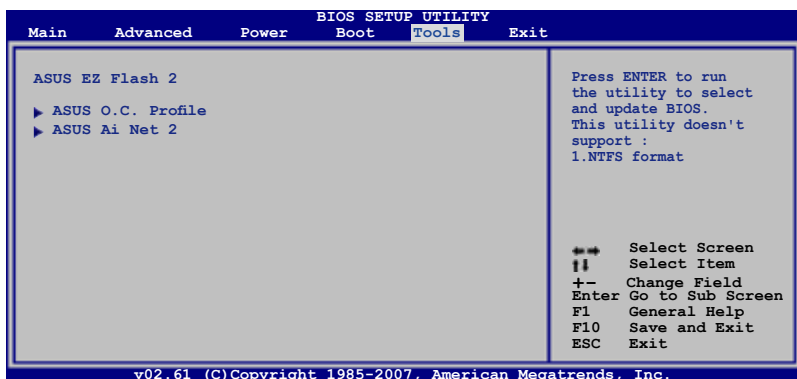 BIOS SETUP UTILITY
Main Advanced Power Boot Tools Exit
ASUS EZ Flash 2
ASUS O.C. Profile
ASUS Ai Net 2
Press ENTER to run
the utility to select
and update BIOS.
This utility doesn't
support :
1.NTFS format
Select Screen
Select Item
+- Change Field
Enter Go to Sub Screen
F1 General Help
F10 Save and Exit
ESC Exit
v02.61 (C)Copyright 1985-2007, American Megatrends, Inc.